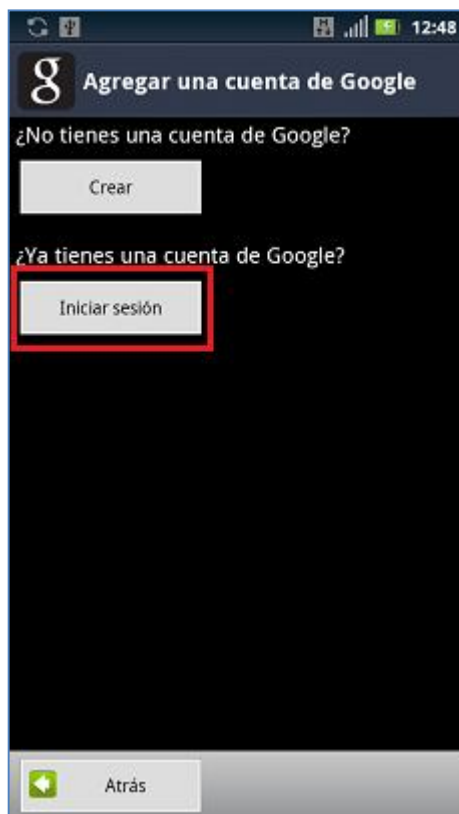 12:48
g Agregar una cuenta de Google
¿No tienes una cuenta de Google?
Crear
¿Ya tienes una cuenta de Google?
Iniciar sesión
Atrás